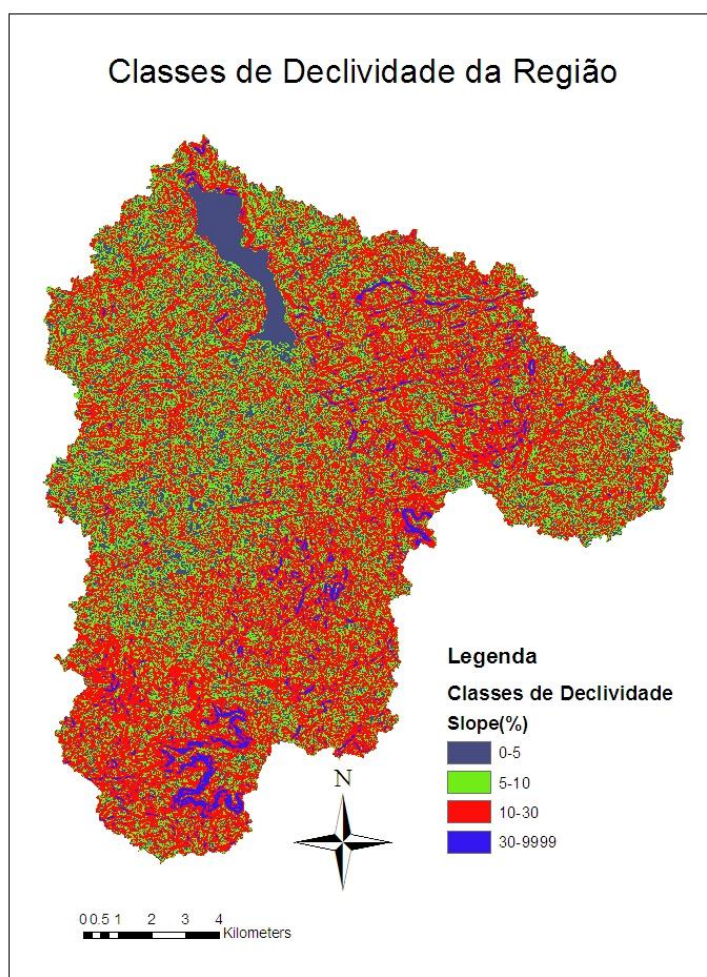 Classes de Declividade da Região
Legenda
Classes de Declividade
Slope(%)
0-5
5-10
10-30
30-9999
N
0 0.5 1 2 3 4
Kilometers